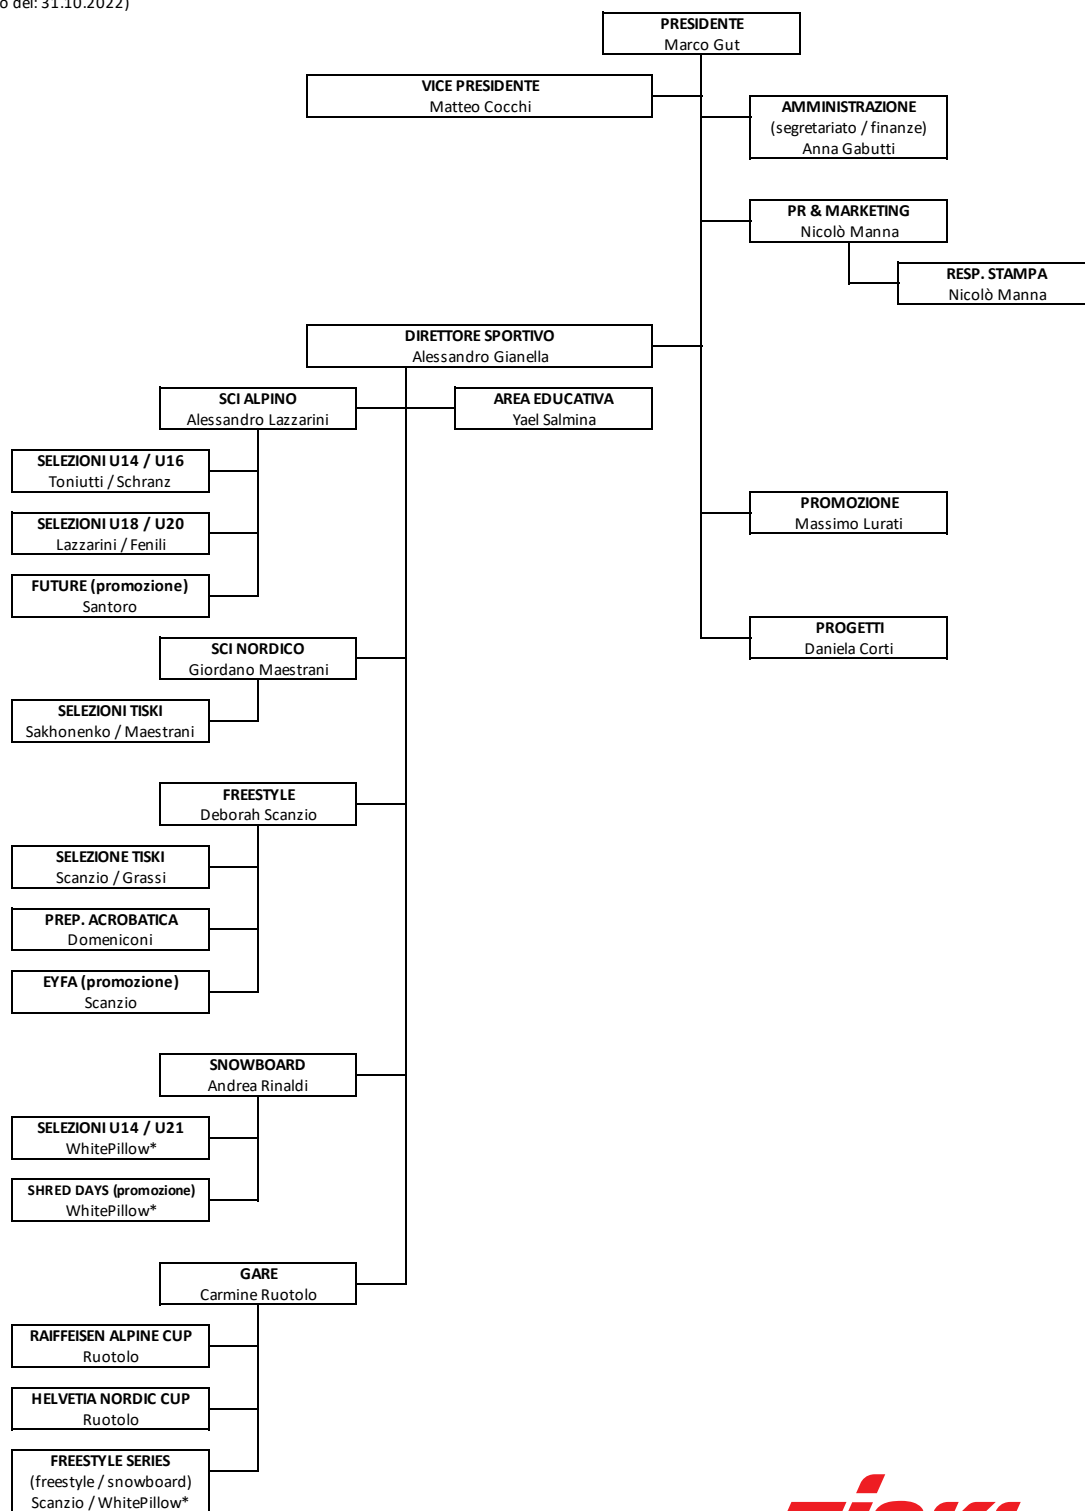 o del: 31.10.2022)
PRESIDENTE
Marco Gut
VICE PRESIDENTE
Matteo Cocchi
AMMINISTRAZIONE
(segretariato / finanze)
Anna Gabutti
PR & MARKETING
Nicolò Manna
RESP. STAMPA
Nicolò Manna
DIRETTORE SPORTIVO
Alessandro Gianella
SCI ALPINO
Alessandro Lazzarini
AREA EDUCATIVA
Yael Salmina
SELEZIONI U14 / U16
Toniutti / Schranz
SELEZIONI U18 / U20
Lazzarini / Fenili
FUTURE (promozione)
Santoro
PROMOZIONE
Massimo Lurati
PROGETTI
Daniela Corti
SCI NORDICO
Giordano Maestrani
SELEZIONI TISKI
Sakhonenko / Maestrani
FREESTYLE
Deborah Scanzio
SELEZIONE TISKI
Scanzio / Grassi
PREP. ACROBATICA
Domeniconi
EYFA (promozione)
Scanzio
SNOWBOARD
Andrea Rinaldi
SELEZIONI U14 / U21
WhitePillow*
SHRED DAYS (promozione)
WhitePillow*
GARE
Carmine Ruotolo
RAIFFEISEN ALPINE CUP
Ruotolo
HELVETIA NORDIC CUP
Ruotolo
FREESTYLE SERIES
(freestyle / snowboard)
Scanzio / WhitePillow*